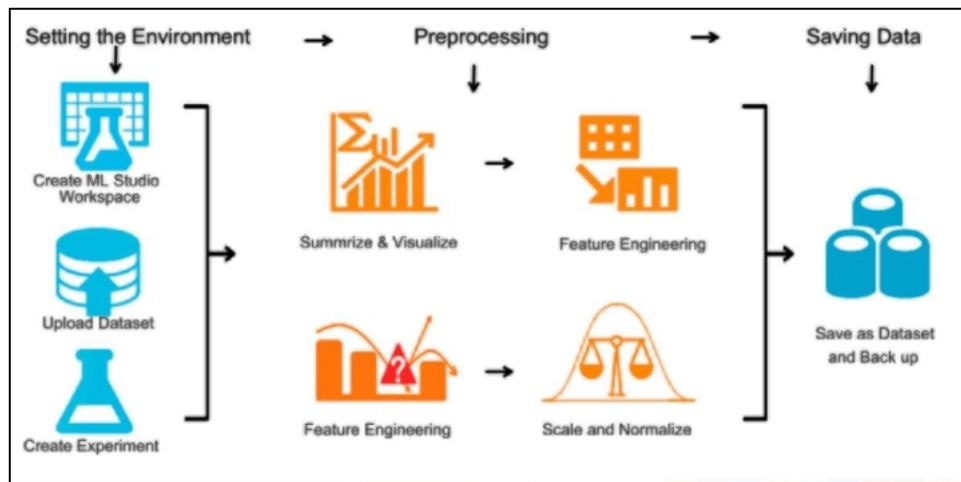 Setting the Environment
Preprocessing
Saving Data
Create ML Studio
Workspace
Upload Dataset
Create Experiment
Summrize & Visualize
Feature Engineering
?
Feature Engineering
Scale and Normalize
Save as Dataset
and Back up